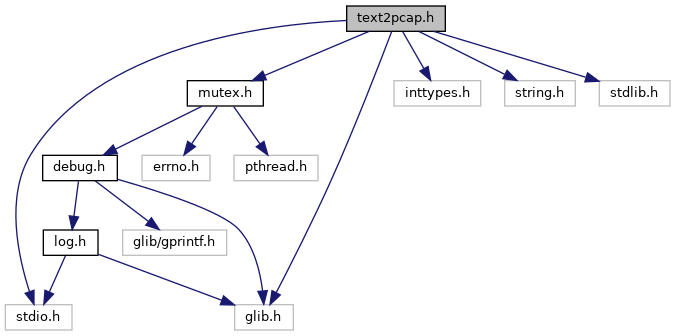 text2pcap.h
mutex.h
inttypes.h
string.h
stdlib.h
debug.h
errno.h
pthread.h
log.h
glib/gprintf.h
stdio.h
glib.h